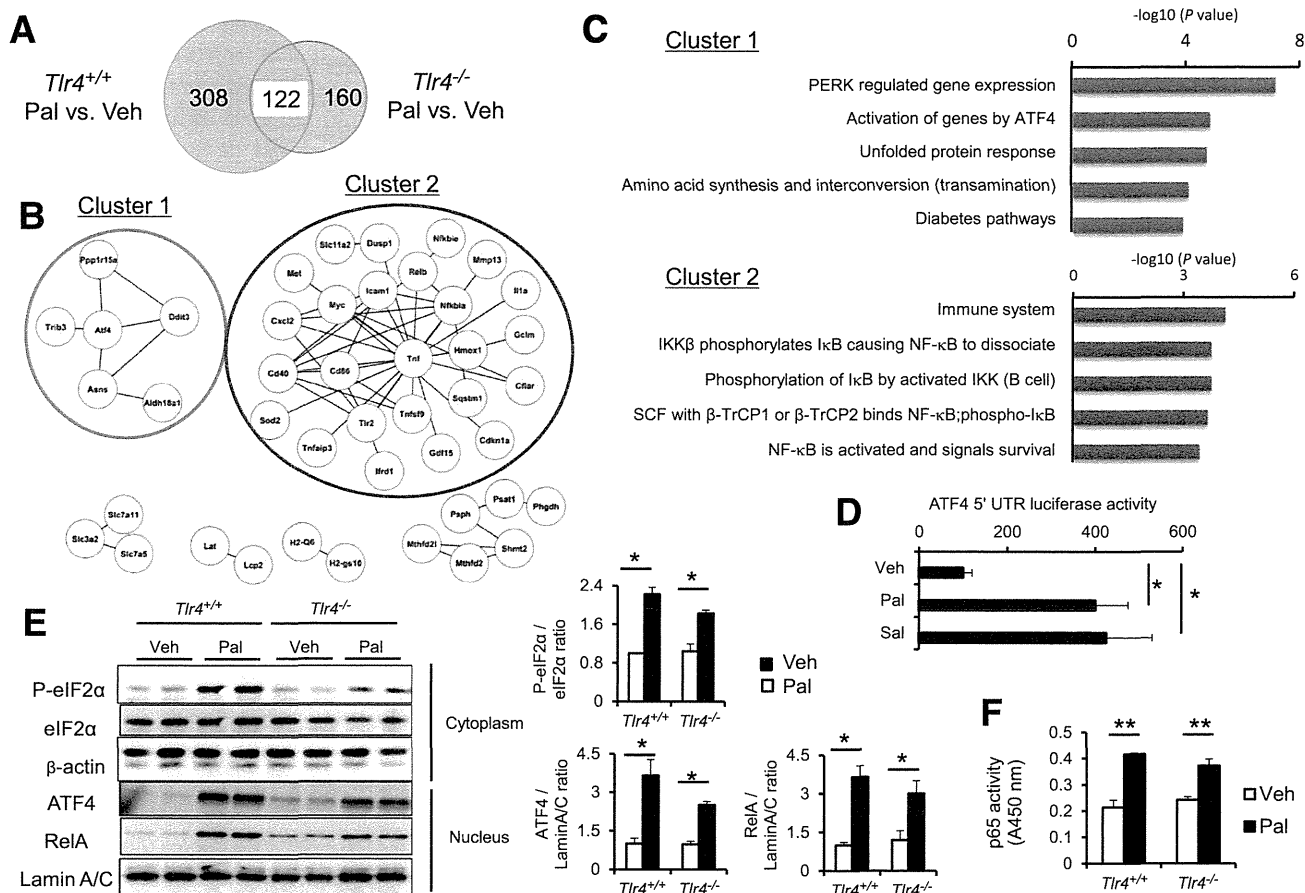 A
Tlr4+/+
Pal vs. Veh
308
122
160
Tlr4-/-
Pal vs. Veh
B
Cluster 1
Ppp1r15a
Trib3
Atf4
Ddit3
Asns
Aldh18a1
Cluster 2
Slc11a2
Dusp1
Nfkbie
Met
Icam1
Relb
Mmp13
Myc
Nfkbia
Il1a
Cxcl2
Tnf
Hmox1
Gclm
Cd40
Cd86
Cflar
Sqstm1
Sod2
Tlr2
Tnfsf9
Tnfaip3
Cdkn1a
Ifrd1
Gdf15
Slc7a11
Slc3a2
Slc7a5
Lat
Lcp2
H2-Q6
H2-gs10
Psph
Psat1
Phgdh
Mthfd2l
Mthfd2
Shmt2
C
Cluster 1
-log10 (P value)
0 4 8
PERK regulated gene expression
Activation of genes by ATF4
Unfolded protein response
Amino acid synthesis and interconversion (transamination)
Diabetes pathways
Cluster 2
-log10 (P value)
0 3 6
Immune system
IKKβ phosphorylates IκB causing NF-κB to dissociate
Phosphorylation of IκB by activated IKK (B cell)
SCF with β-TrCP1 or β-TrCP2 binds NF-κB;phospho-IκB
NF-κB is activated and signals survival
D
ATF4 5' UTR luciferase activity
0 200 400 600
Veh
Pal
Sal
*
*
E
Tlr4+/+
Tlr4-/-
Veh
Pal
Veh
Pal
P-eIF2α
eIF2α
β-actin
Cytoplasm
ATF4
RelA
Lamin A/C
Nucleus
P-eIF2α /
eIF2α ratio
2.4
1.6
0.8
0
*
*
Tlr4+/+
Tlr4-/-
Veh
Pal
ATF4 /
LaminA/C ratio
4.5
3
1.5
0
*
*
Tlr4+/+
Tlr4-/-
RelA /
LaminA/C ratio
4.5
3
1.5
0
*
*
Tlr4+/+
Tlr4-/-
F
p65 activity
(A450 nm)
0.5
0.4
0.3
0.2
0.1
0
**
**
Tlr4+/+
Tlr4-/-
Veh
Pal